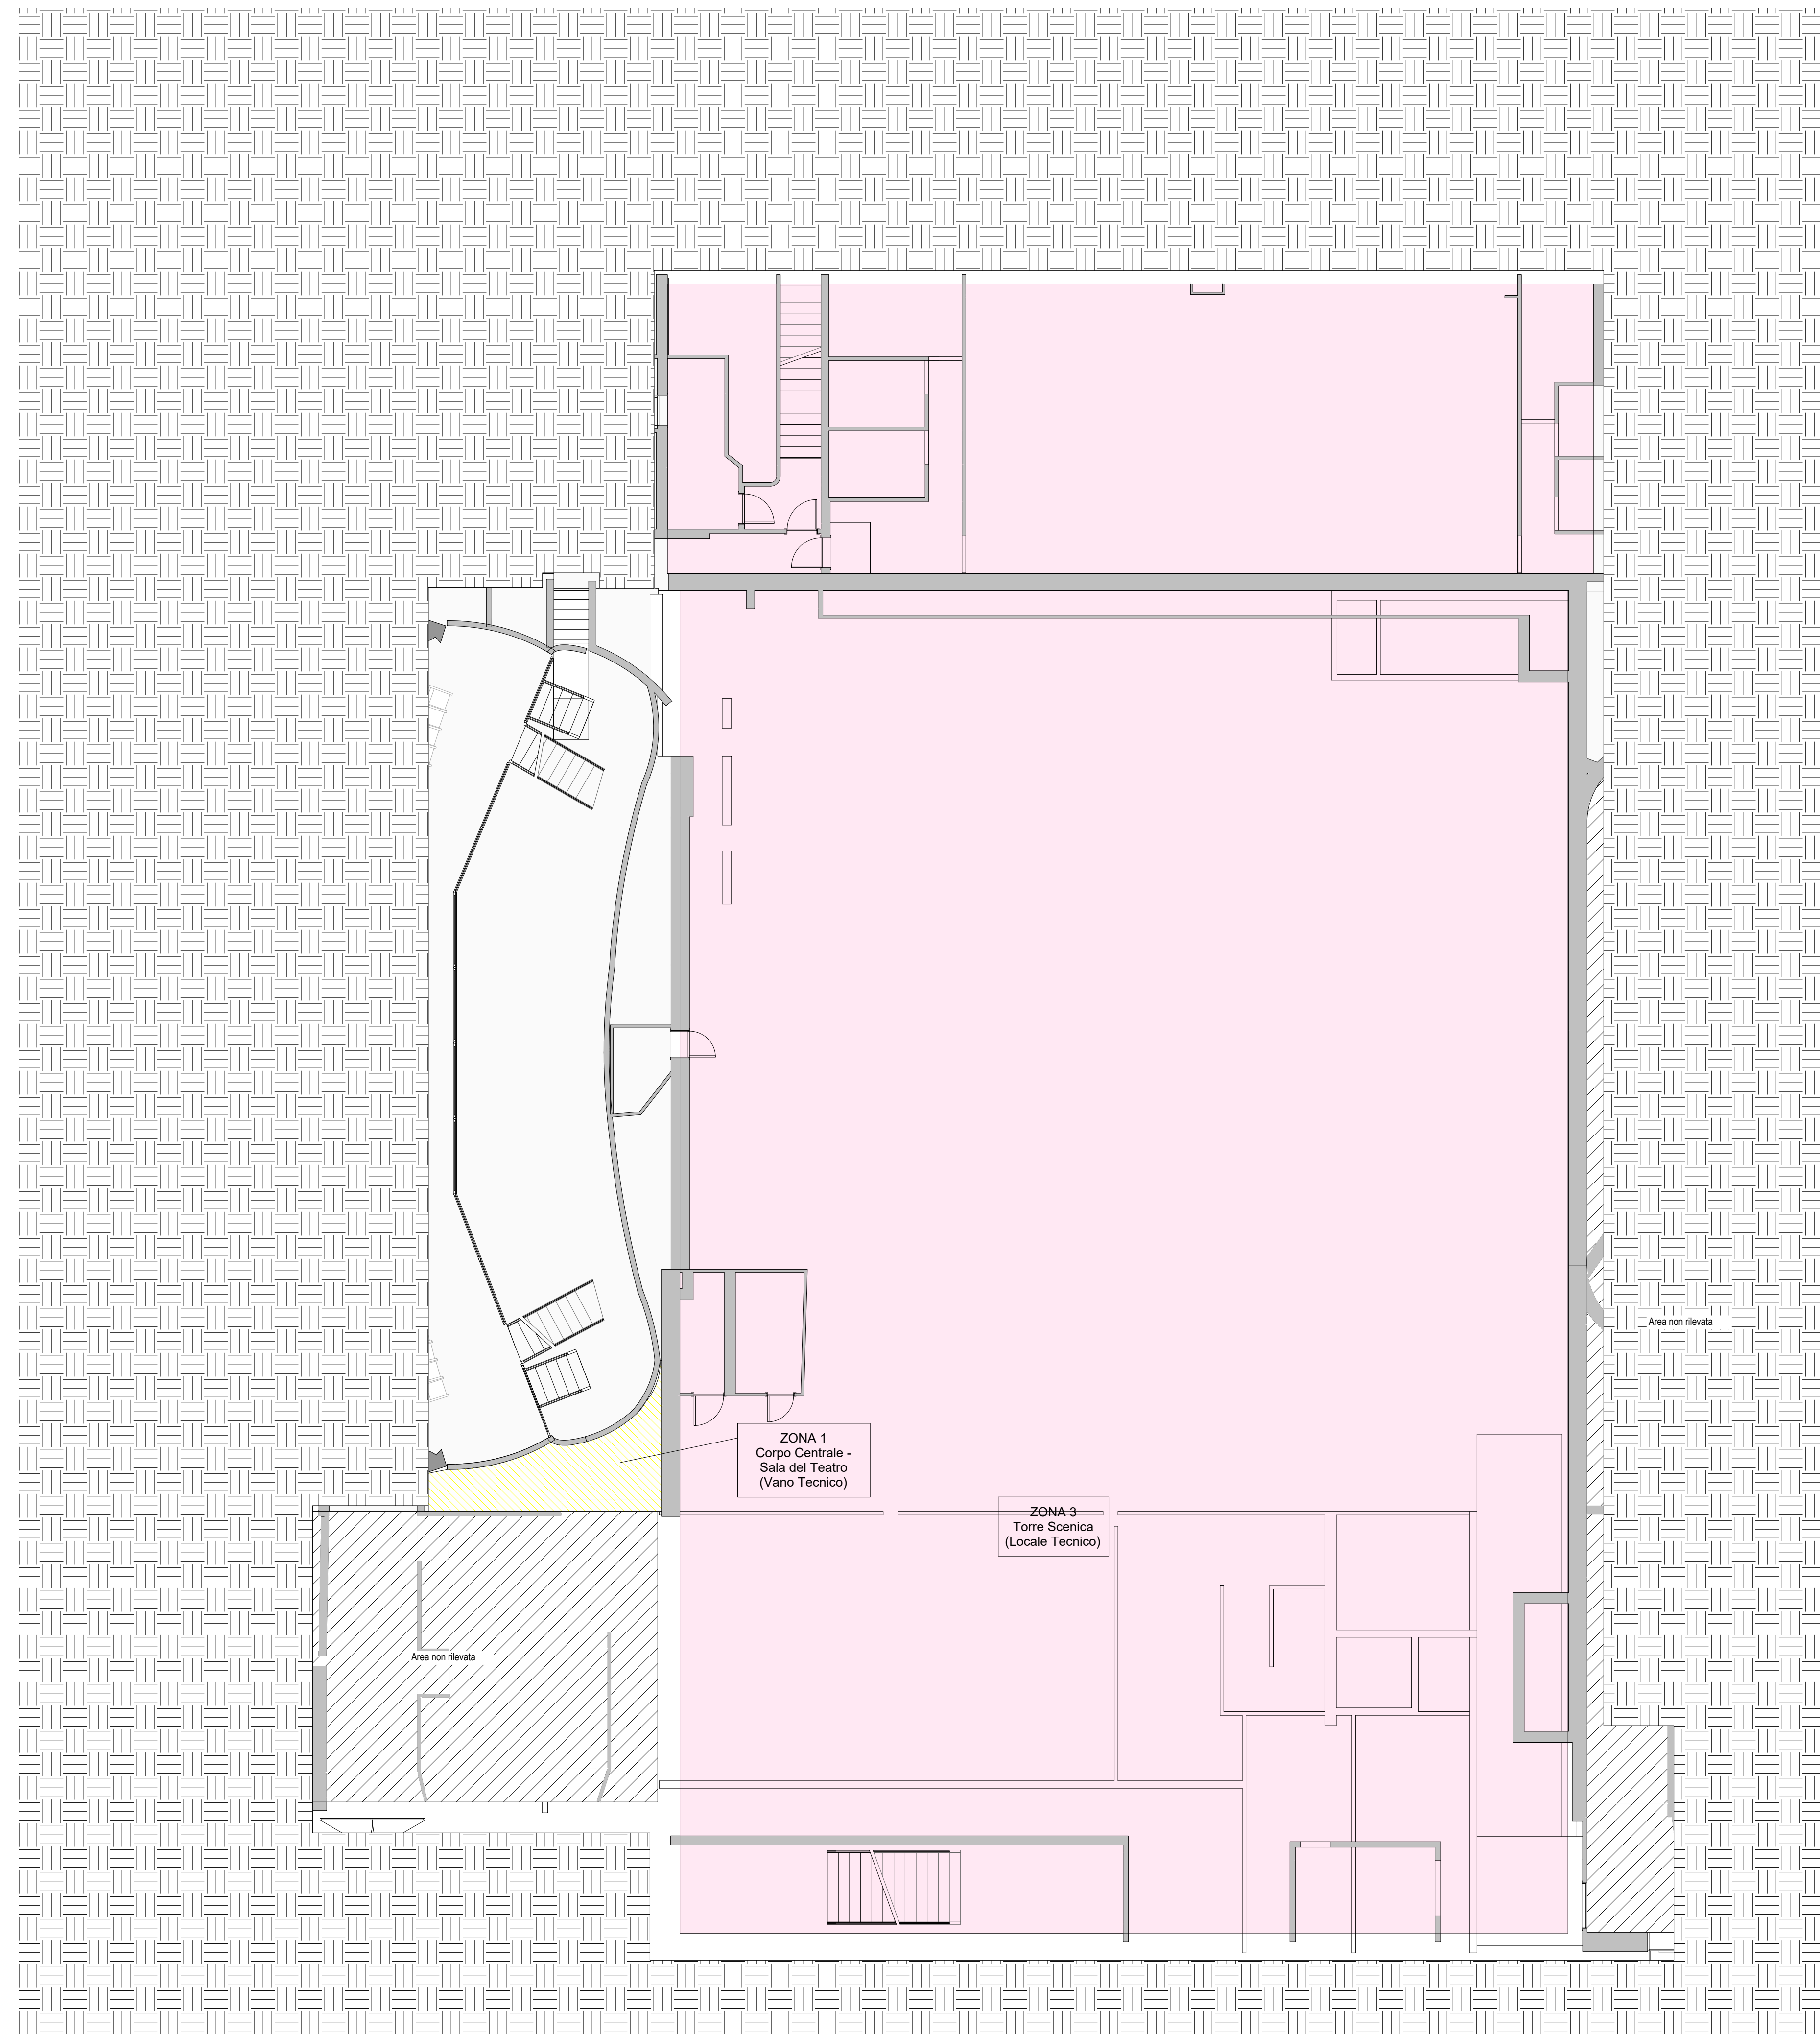 Area non rilevata
ZONA 1
Corpo Centrale -
Sala del Teatro
(Vano Tecnico)
ZONA 3
Torre Scenica
(Locale Tecnico)
Area non rilevata